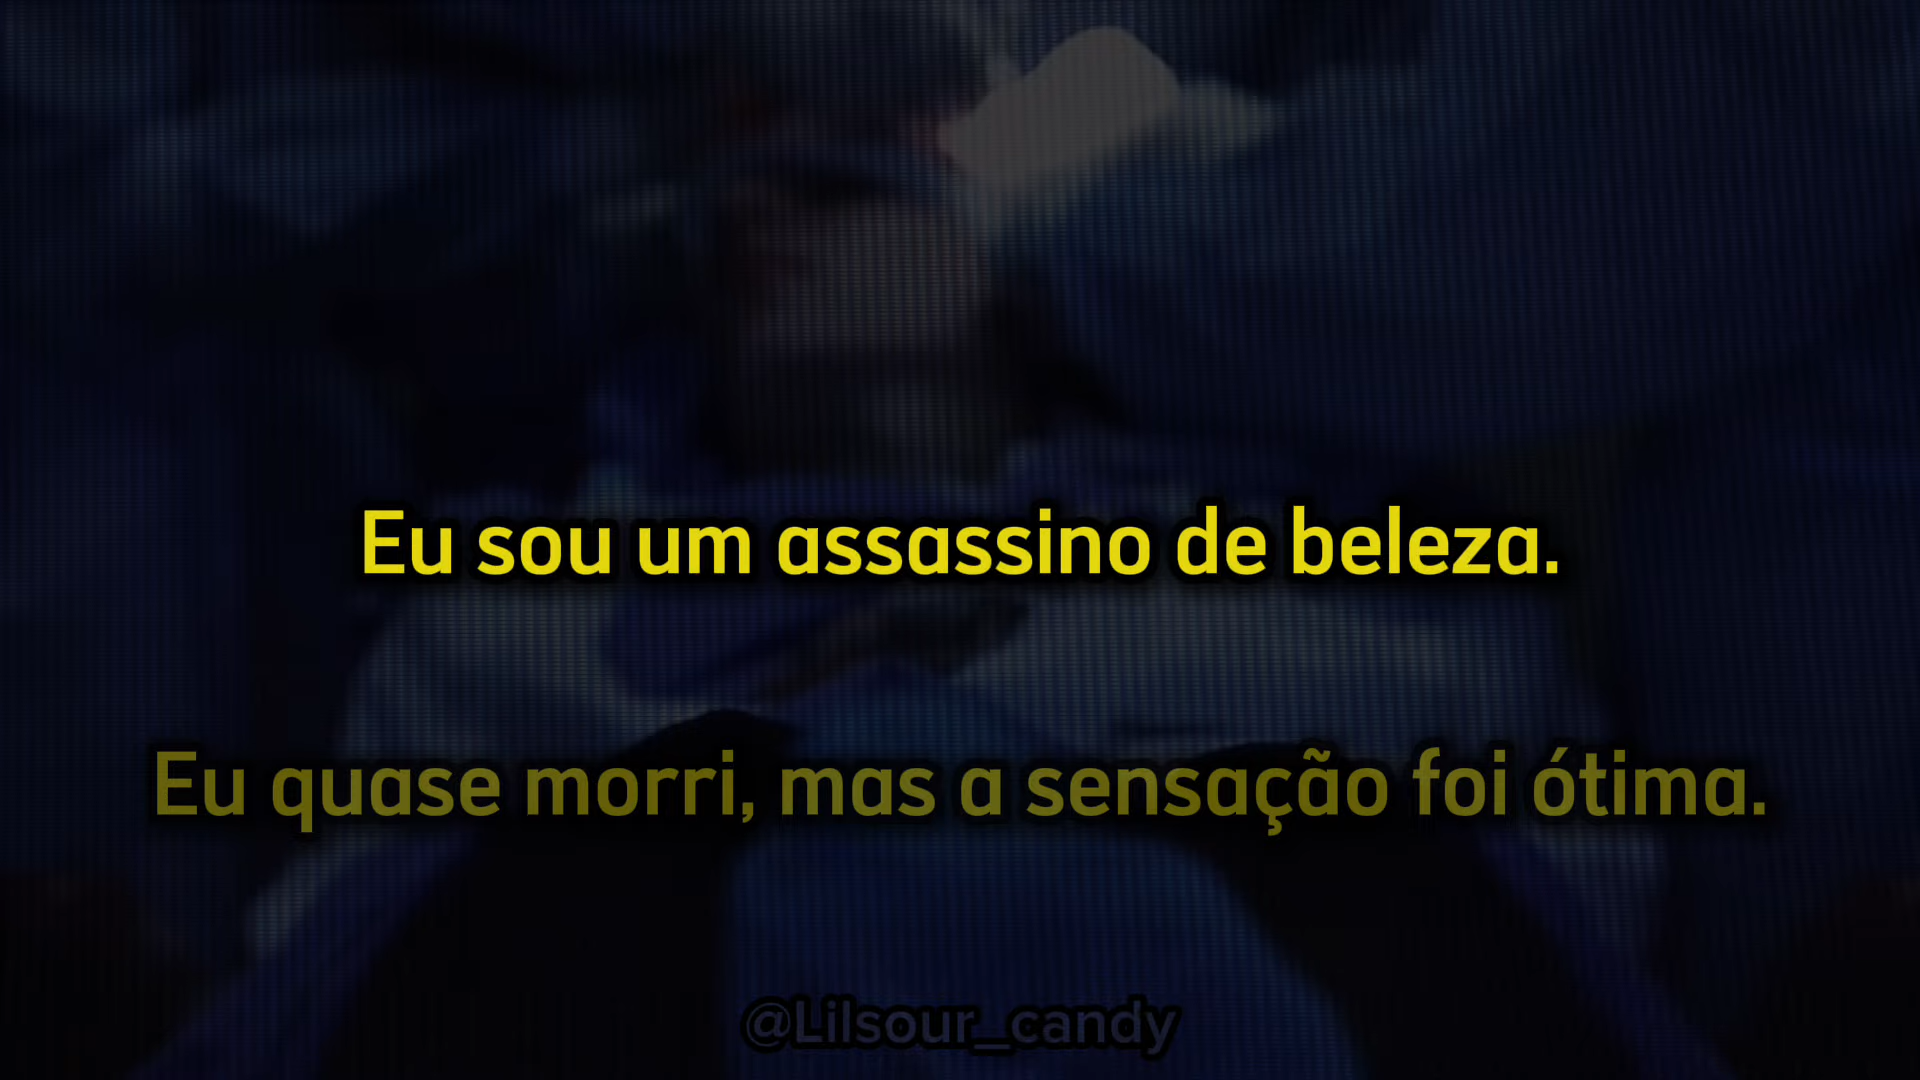 Eu sou um assassino de beleza.
Eu quase morri, mas a sensação foi ótima.
@Lilsour_candy